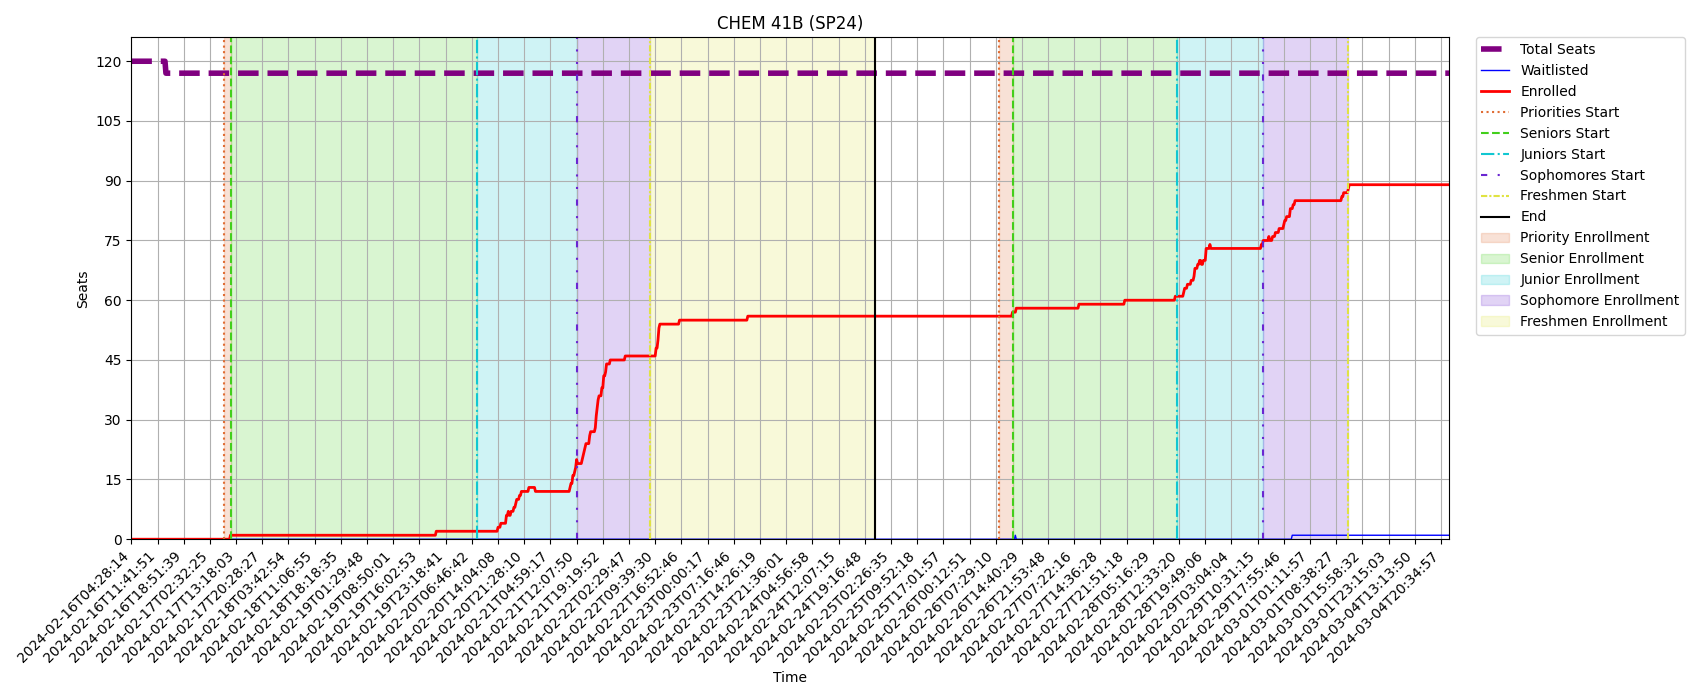 CHEM 41B (SP24)
120
105
90
75
60
45
30
15
0
Seats
2024-02-16T04:28:14
2024-02-16T11:41:51
2024-02-16T18:51:39
2024-02-17T02:32:25
2024-02-17T13:18:03
2024-02-17T20:28:27
2024-02-18T03:42:54
2024-02-18T11:06:55
2024-02-18T18:18:35
2024-02-19T01:29:48
2024-02-19T08:50:01
2024-02-19T16:02:53
2024-02-19T23:18:41
2024-02-20T06:46:42
2024-02-20T14:04:08
2024-02-20T21:28:10
2024-02-21T04:59:17
2024-02-21T12:07:50
2024-02-21T19:19:52
2024-02-22T02:29:47
2024-02-22T09:39:30
2024-02-22T16:52:46
2024-02-23T00:00:17
2024-02-23T07:16:46
2024-02-23T14:26:19
2024-02-23T21:36:01
2024-02-24T04:56:58
2024-02-24T12:07:15
2024-02-24T19:16:48
2024-02-25T02:26:35
2024-02-25T09:52:18
2024-02-25T17:01:57
2024-02-26T00:12:51
2024-02-26T07:29:10
2024-02-26T14:40:29
2024-02-26T21:53:48
2024-02-27T07:22:16
2024-02-27T14:36:28
2024-02-27T21:51:18
2024-02-28T05:16:29
2024-02-28T12:33:20
2024-02-28T19:49:06
2024-02-29T03:04:04
2024-02-29T10:31:15
2024-02-29T17:55:46
2024-03-01T01:11:57
2024-03-01T08:38:27
2024-03-01T15:58:32
2024-03-01T23:15:03
2024-03-04T13:13:50
2024-03-04T20:34:57
Time
Total Seats
Waitlisted
Enrolled
Priorities Start
Seniors Start
Juniors Start
Sophomores Start
Freshmen Start
End
Priority Enrollment
Senior Enrollment
Junior Enrollment
Sophomore Enrollment
Freshmen Enrollment